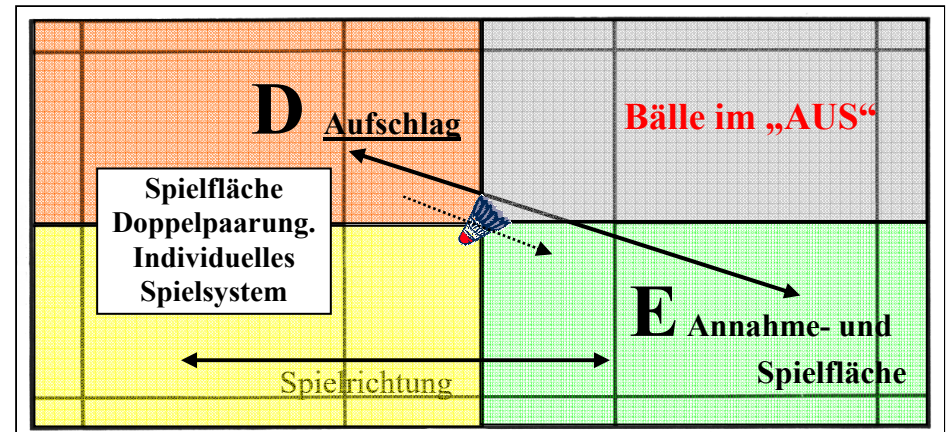 D Aufschlag
Bälle im „AUS“
Spielfläche
Doppelpaarung.
Individuelles
Spielsystem
E Annahme- und
Spielfläche
Spielrichtung